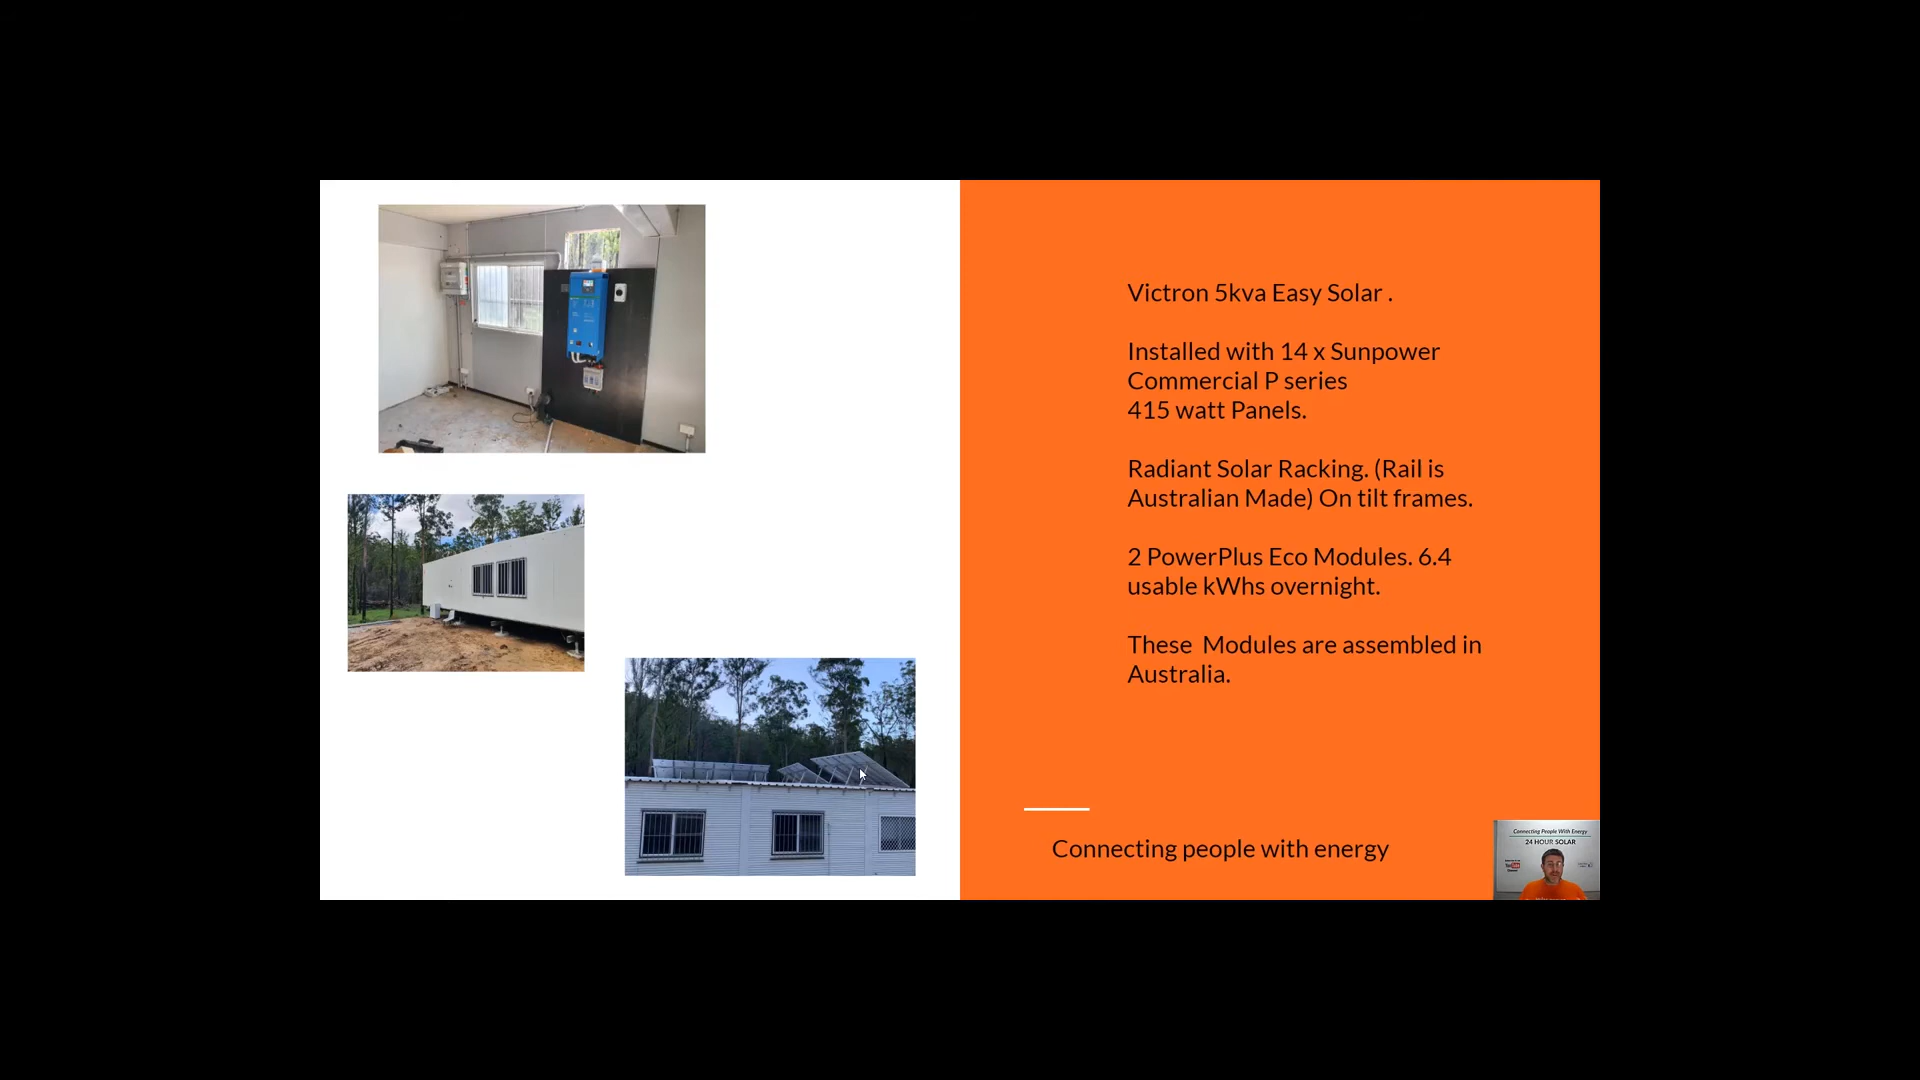 Victron 5kva Easy Solar .
Installed with 14 x Sunpower
Commercial P series
415 watt Panels.
Radiant Solar Racking. (Rail is
Australian Made) On tilt frames.
2 PowerPlus Eco Modules. 6.4
usable kWhs overnight.
These  Modules are assembled in
Australia.
Connecting people with energy
Connecting People With Energy
24 HOUR SOLAR